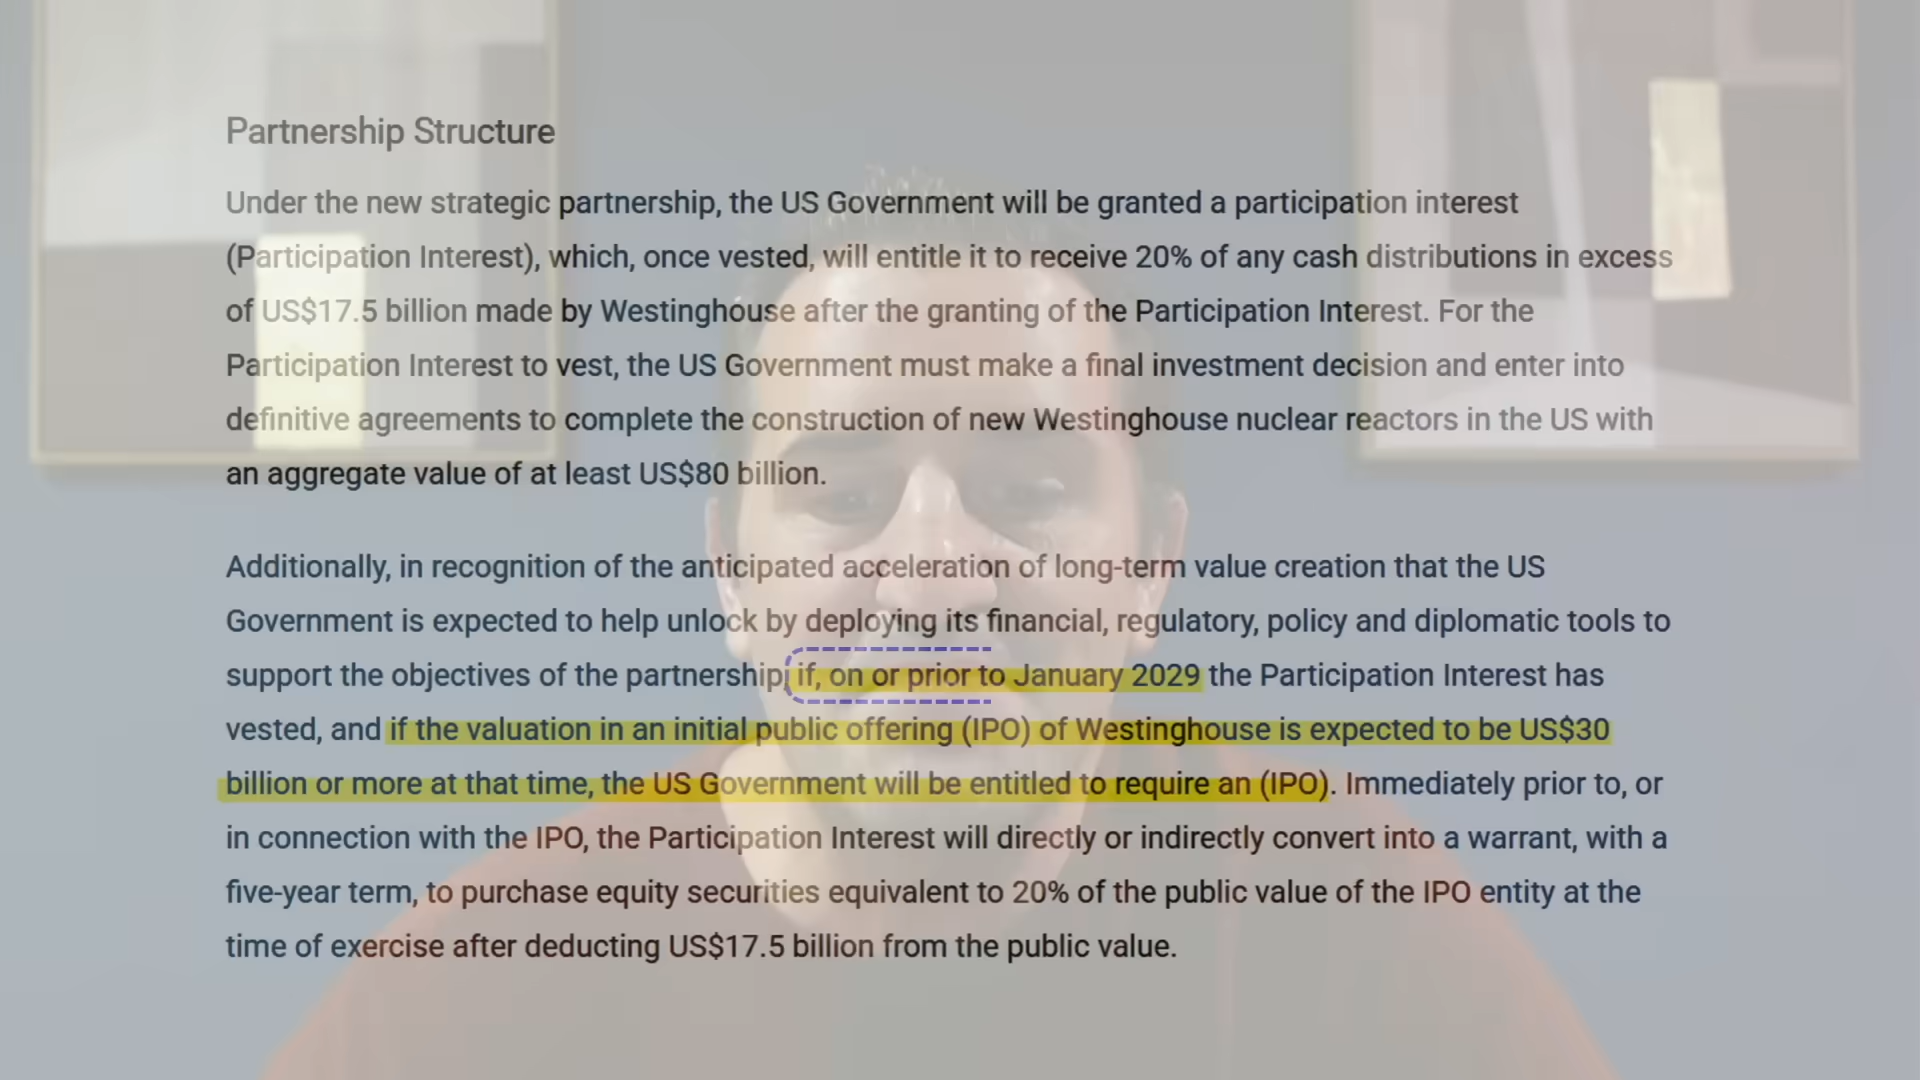 Partnership Structure
Under the new strategic partnership, the US Government will be granted a participation interest
(Participation Interest), which, once vested, will entitle it to receive 20% of any cash distributions in excess
of US$17.5 billion made by Westinghouse after the granting of the Participation Interest. For the
Participation Interest to vest, the US Government must make a final investment decision and enter into
definitive agreements to complete the construction of new Westinghouse nuclear reactors in the US with
an aggregate value of at least US$80 billion.
Additionally, in recognition of the anticipated acceleration of long-term value creation that the US
Government is expected to help unlock by deploying its financial, regulatory, policy and diplomatic tools to
support the objectives of the partnership, if, on or prior to January 2029 the Participation Interest has
vested, and if the valuation in an initial public offering (IPO) of Westinghouse is expected to be US$30
billion or more at that time, the US Government will be entitled to require an (IPO). Immediately prior to, or
in connection with the IPO, the Participation Interest will directly or indirectly convert into a warrant, with a
five-year term, to purchase equity securities equivalent to 20% of the public value of the IPO entity at the
time of exercise after deducting US$17.5 billion from the public value.